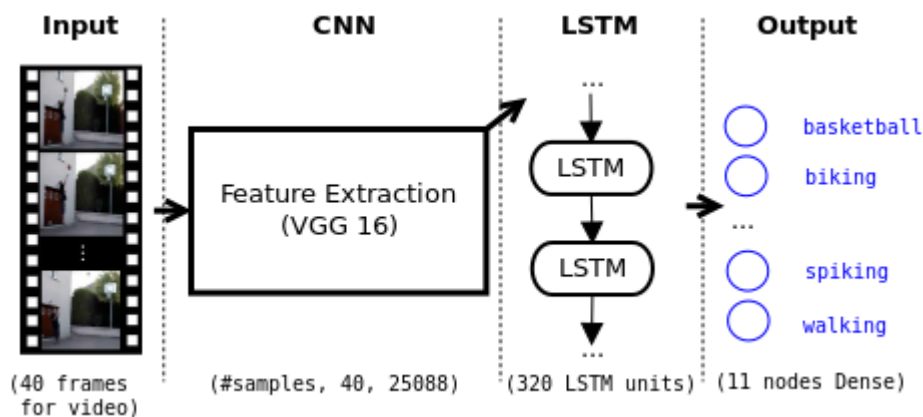 Input
CNN
LSTM
Output
Feature Extraction
(VGG 16)
...
LSTM
LSTM
...
basketball
biking
...
spiking
walking
(40 frames
for video)
(#samples, 40, 25088)
(320 LSTM units)
(11 nodes Dense)